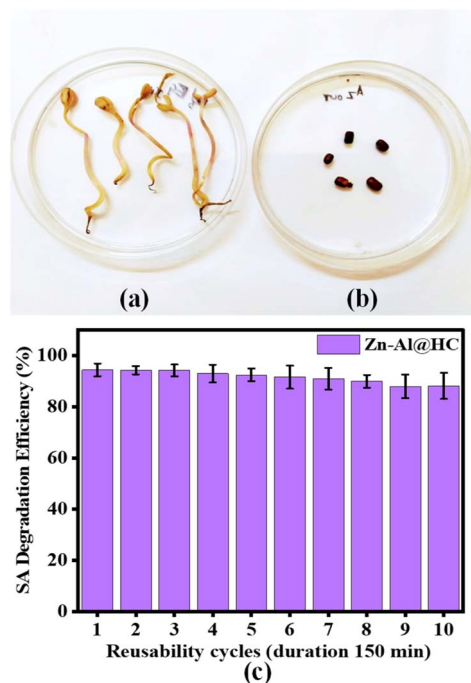 (a)
(b)
Zn-Al@HC
SA Degradation Efficiency (%)
100
80
60
40
20
0
1 2 3 4 5 6 7 8 9 10
Reusability cycles (duration 150 min)
(c)